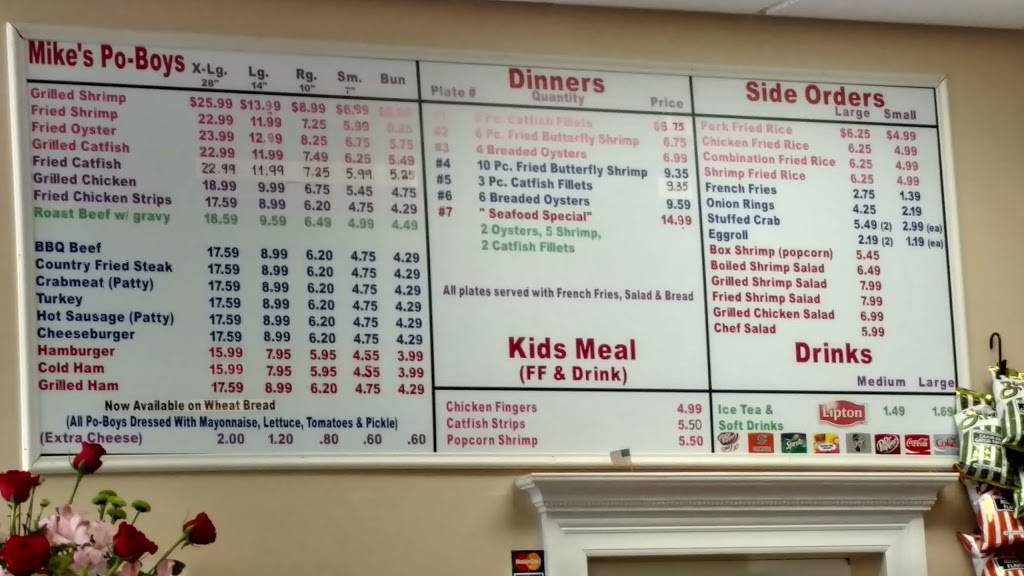 Mike's Po-Boys X-Lg. Lg. Rg. Sm. Bun
28" 14" 10" 7"
Grilled Shrimp $25.99 $13.99 $8.99 $6.99
Fried Shrimp 22.99 11.99 7.25 5.99
Fried Oyster 23.99 12.99 8.25 6.75 5.75
Grilled Catfish 22.99 11.99 7.49 6.25 5.49
Fried Catfish 22.99 11.99 7.25 5.99 5.25
Grilled Chicken 18.99 9.99 6.75 5.45 4.75
Fried Chicken Strips 17.59 8.99 6.20 4.75 4.29
Roast Beef w/ gravy 18.59 9.59 6.49 4.99 4.49
BBQ Beef 17.59 8.99 6.20 4.75 4.29
Country Fried Steak 17.59 8.99 6.20 4.75 4.29
Crabmeat (Patty) 17.59 8.99 6.20 4.75 4.29
Turkey 17.59 8.99 6.20 4.75 4.29
Hot Sausage (Patty) 17.59 8.99 6.20 4.75 4.29
Cheeseburger 17.59 8.99 6.20 4.75 4.29
Hamburger 15.99 7.95 5.95 4.55 3.99
Cold Ham 15.99 7.95 5.95 4.55 3.99
Grilled Ham 17.59 8.99 6.20 4.75 4.29
Now Available on Wheat Bread
(All Po-Boys Dressed With Mayonnaise, Lettuce, Tomatoes & Pickle)
(Extra Cheese) 2.00 1.20 .80 .60 .60
Dinners
Plate # Quantity Price
Pc. Catfish Fillets $6.75
#2 6 Pc. Fried Butterfly Shrimp 6.75
#3 4 Breaded Oysters 6.99
#4 10 Pc. Fried Butterfly Shrimp 9.35
#5 3 Pc. Catfish Fillets 9.35
#6 6 Breaded Oysters 9.59
#7 " Seafood Special" 14.99
2 Oysters, 5 Shrimp,
2 Catfish Fillets
All plates served with French Fries, Salad & Bread
Kids Meal
(FF & Drink)
Chicken Fingers 4.99
Catfish Strips 5.50
Popcorn Shrimp 5.50
Side Orders
Large Small
Pork Fried Rice $6.25 $4.99
Chicken Fried Rice 6.25 4.99
Combination Fried Rice 6.25 4.99
Shrimp Fried Rice 6.25 4.99
French Fries 2.75 1.39
Onion Rings 4.25 2.19
Stuffed Crab 5.49 (2) 2.99 (ea)
Eggroll 2.19 (2) 1.19 (ea)
Box Shrimp (popcorn) 5.45
Boiled Shrimp Salad 6.49
Grilled Shrimp Salad 7.99
Fried Shrimp Salad 7.99
Grilled Chicken Salad 6.99
Chef Salad 5.99
Drinks
Medium Large
Ice Tea & Lipton 1.49 1.69
Soft Drinks
MasterCard